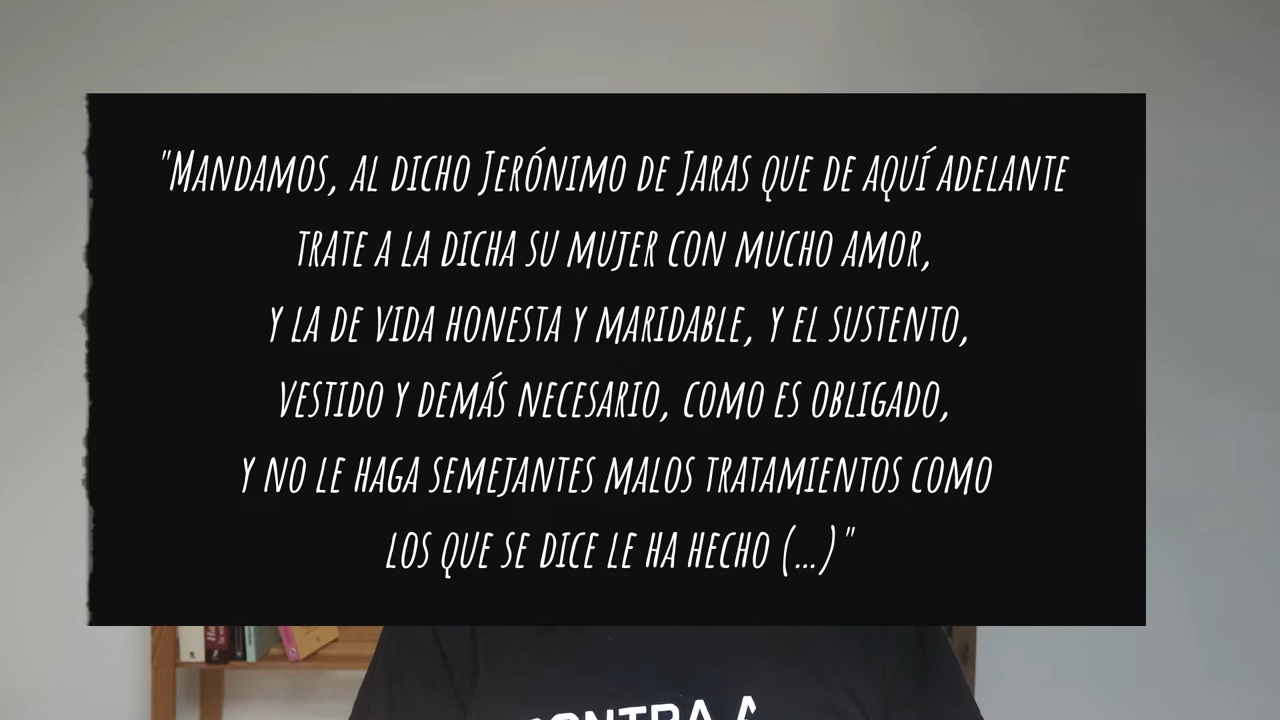 "Mandamos, al dicho Jerónimo de Jaras que de aquí adelante
trate a la dicha su mujer con mucho amor,
y la de vida honesta y maridable, y el sustento,
vestido y demás necesario, como es obligado,
y no le haga semejantes malos tratamientos como
los que se dice le ha hecho (...)"